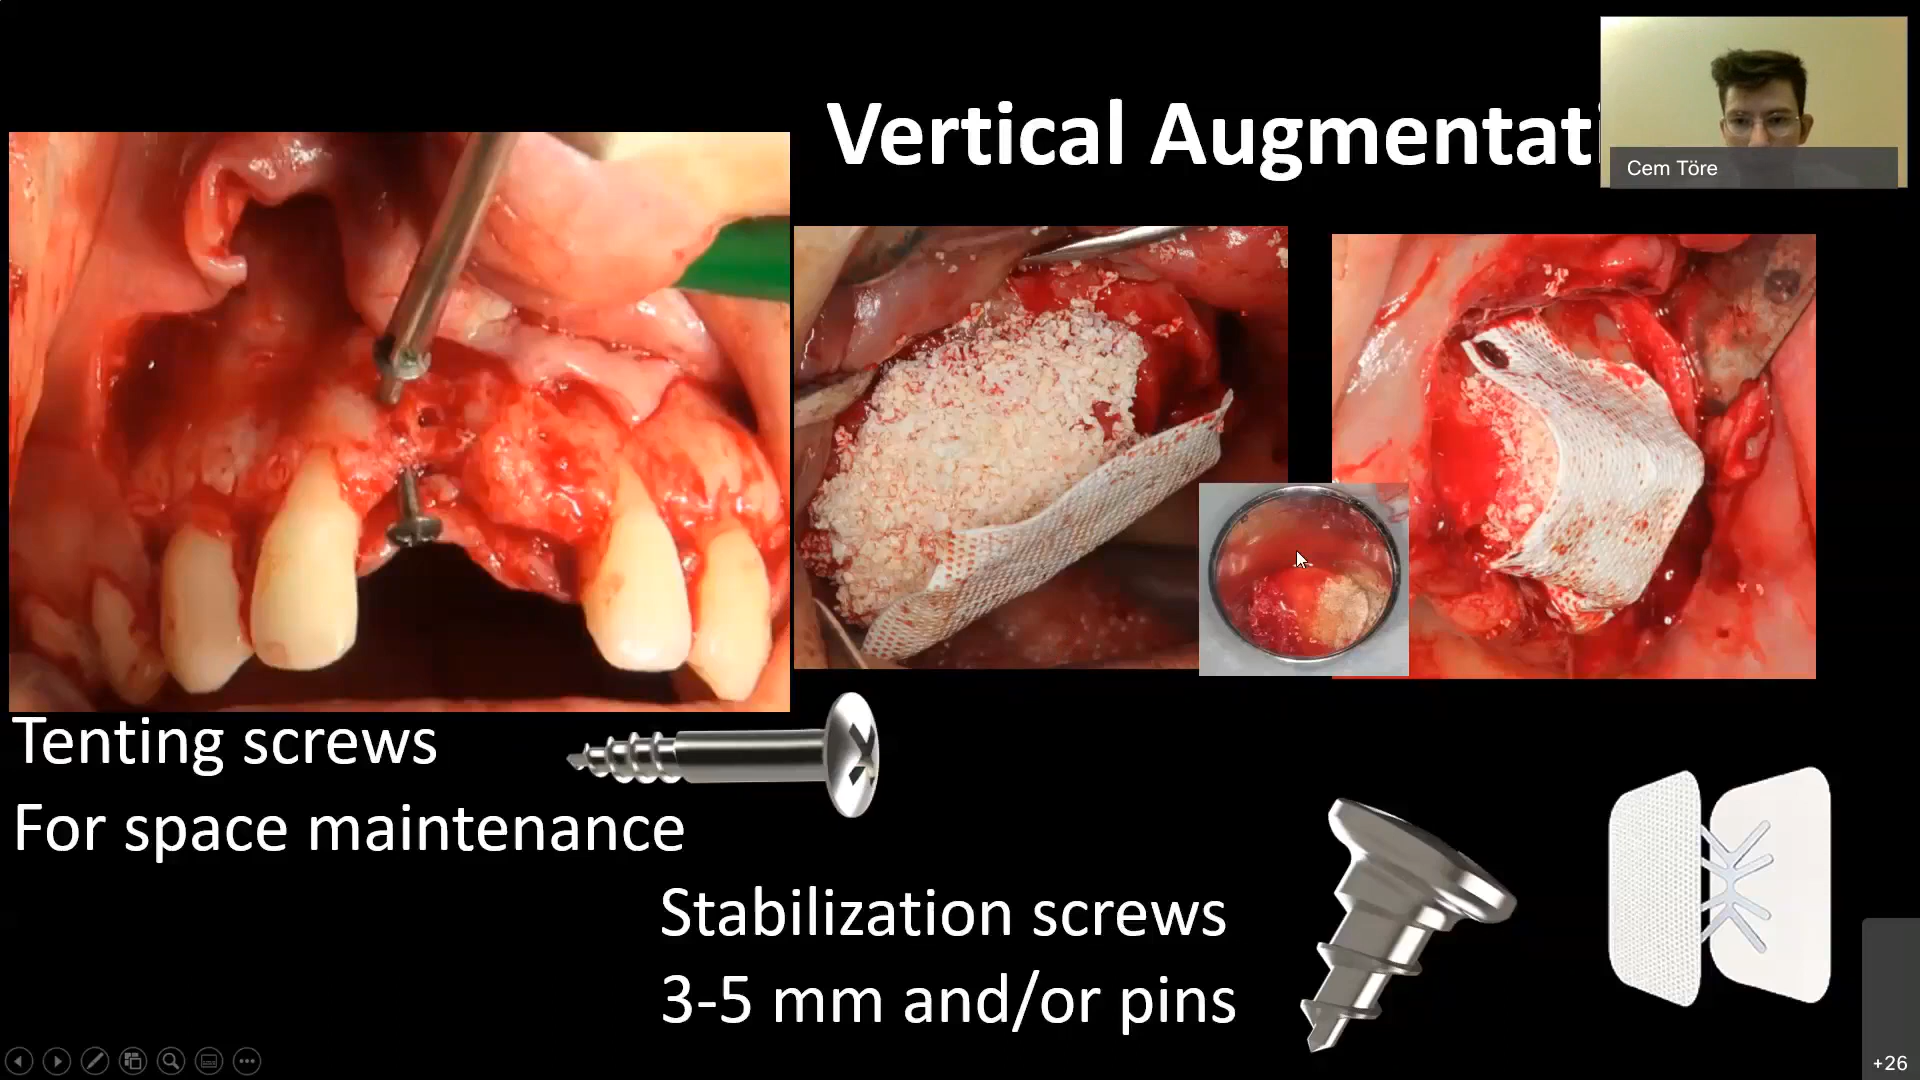 Vertical Augmentati
Cem Töre
Tenting screws
For space maintenance
Stabilization screws
3-5 mm and/or pins
+26